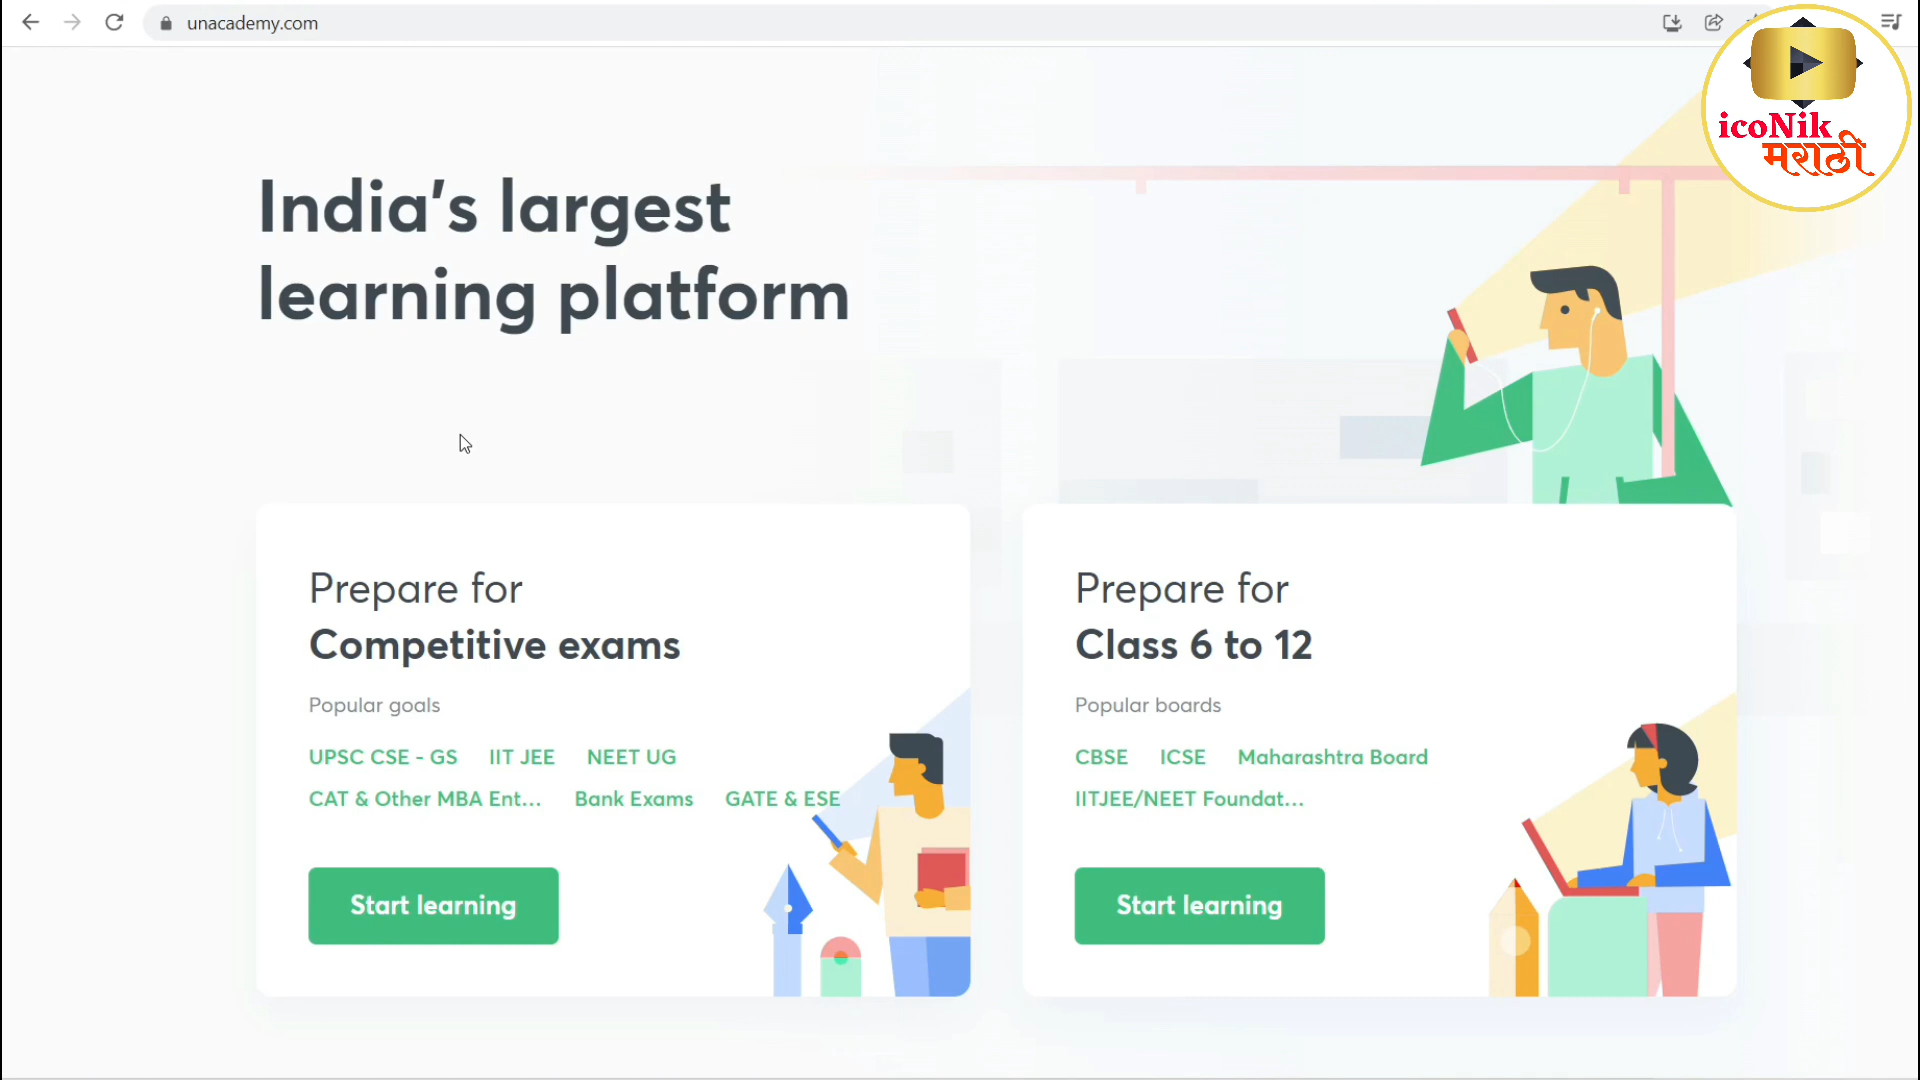 unacademy.com
icoNik
मराठी
India's largest
learning platform
Prepare for
Competitive exams
Popular goals
UPSC CSE - GS IIT JEE NEET UG
CAT & Other MBA Ent... Bank Exams GATE & ESE
Start learning
Prepare for
Class 6 to 12
Popular boards
CBSE ICSE Maharashtra Board
IITJEE/NEET Foundat...
Start learning